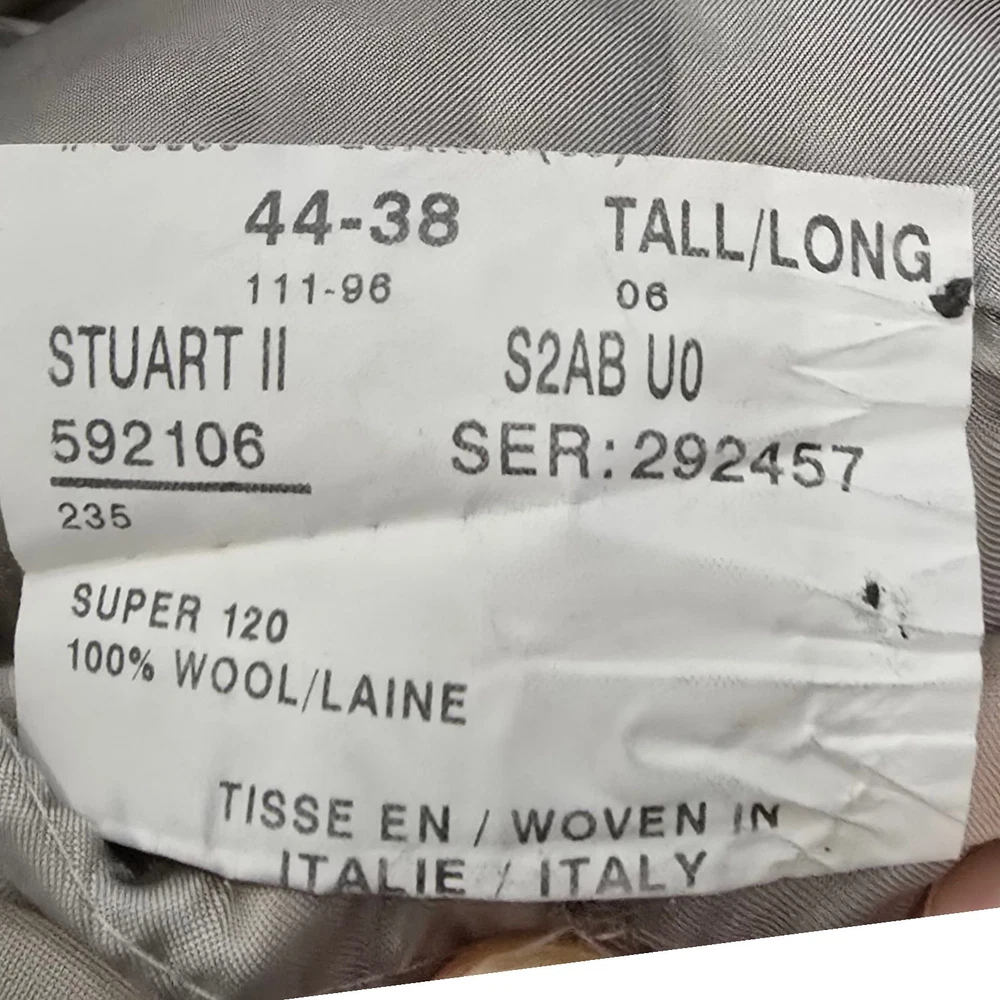 44-38 TALL/LONG
111-96 06
STUART II S2AB U0
592106 SER: 292457
235
SUPER 120
100% WOOL/LAINE
TISSE EN / WOVEN IN
ITALIE / ITALY